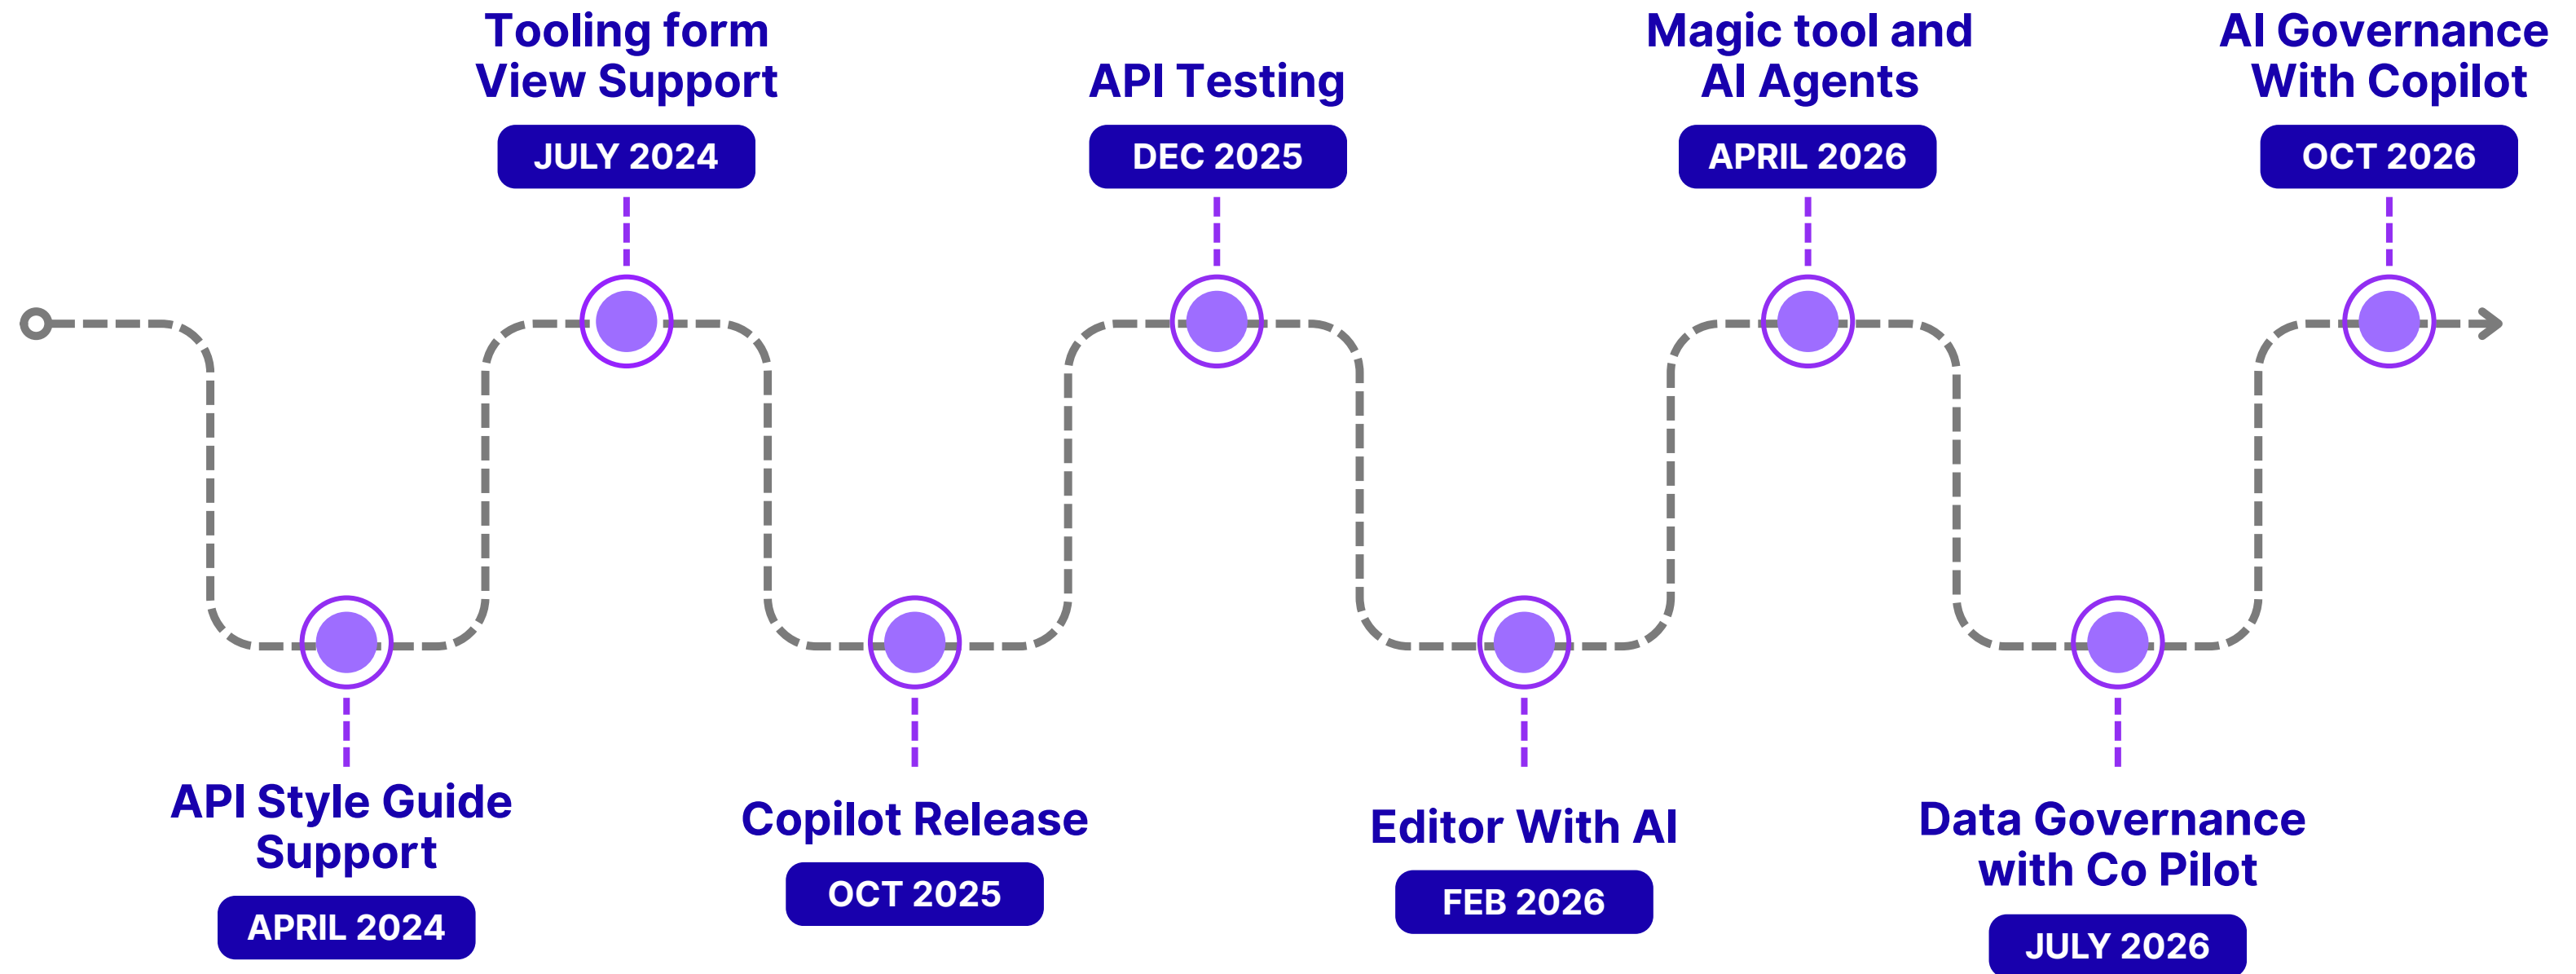 Tooling form
View Support
JULY 2024
API Testing
DEC 2025
Magic tool and
AI Agents
APRIL 2026
AI Governance
With Copilot
OCT 2026
API Style Guide
Support
APRIL 2024
Copilot Release
OCT 2025
Editor With AI
FEB 2026
Data Governance
with Co Pilot
JULY 2026